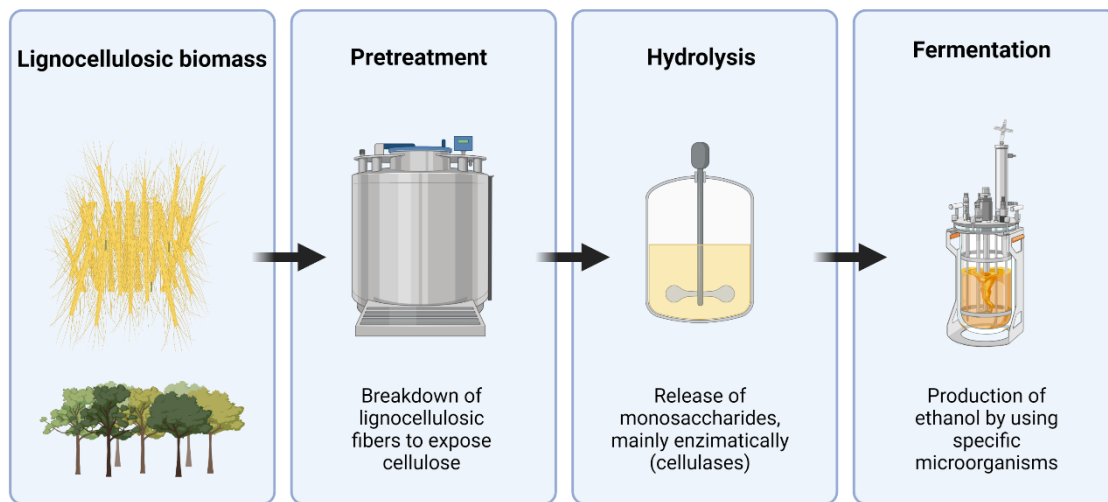 Lignocellulosic biomass
Pretreatment
Breakdown of
lignocellulosic
fibers to expose
cellulose
Hydrolysis
Release of
monosaccharides,
mainly enzimatically
(cellulases)
Fermentation
Production of
ethanol by using
specific
microorganisms